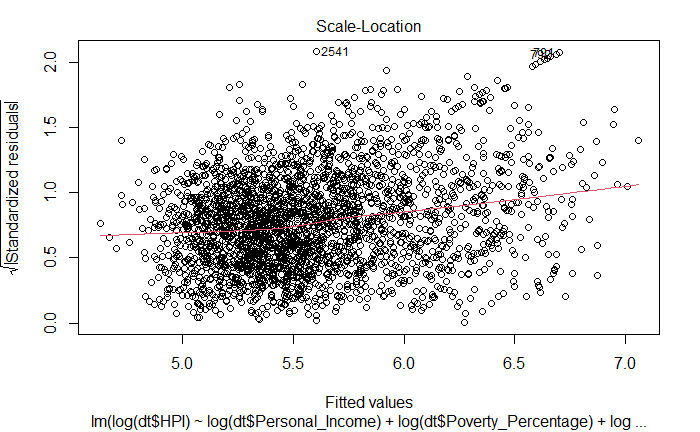 Scale-Location
√|Standardized residuals|
2.0
1.5
1.0
0.5
0.0
2541
5.0 5.5 6.0 6.5 7.0
Fitted values
lm(log(dt$HPI) ~ log(dt$Personal_Income) + log(dt$Poverty_Percentage) + log ...